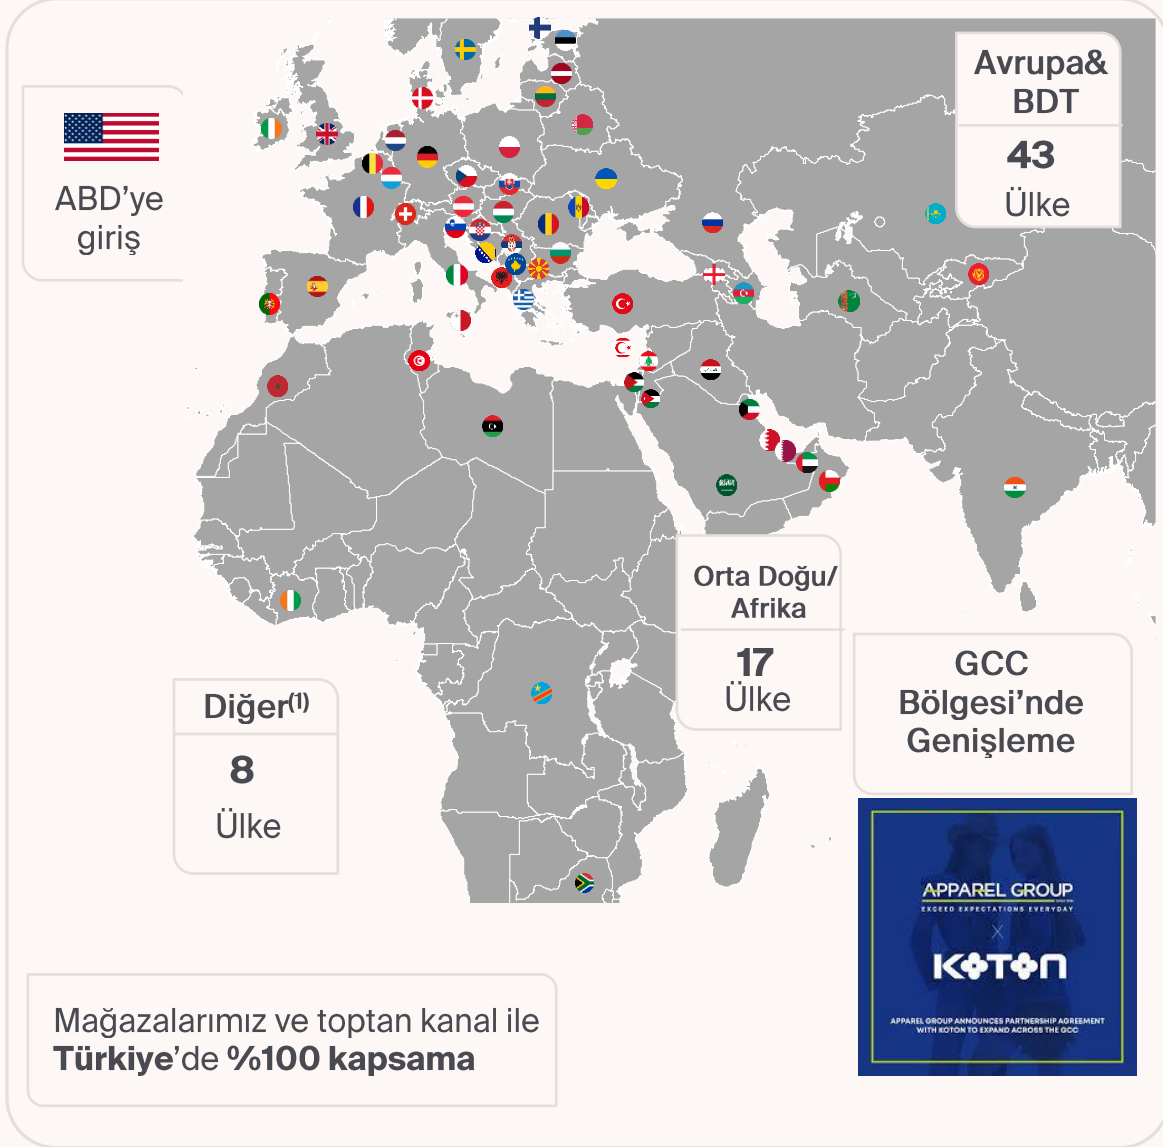 ABD'ye
giriş
Avrupa&
BDT
43
Ülke
Orta Doğu/
Afrika
17
Ülke
Diğer(1)
8
Ülke
GCC
Bölgesi'nde
Genişleme
APPAREL GROUP
EXCEED EXPECTATIONS EVERYDAY
X
KOTON
APPAREL GROUP ANNOUNCES PARTNERSHIP AGREEMENT
WITH KOTON TO EXPAND ACROSS THE GCC
Mağazalarımız ve toptan kanal ile
Türkiye'de %100 kapsama